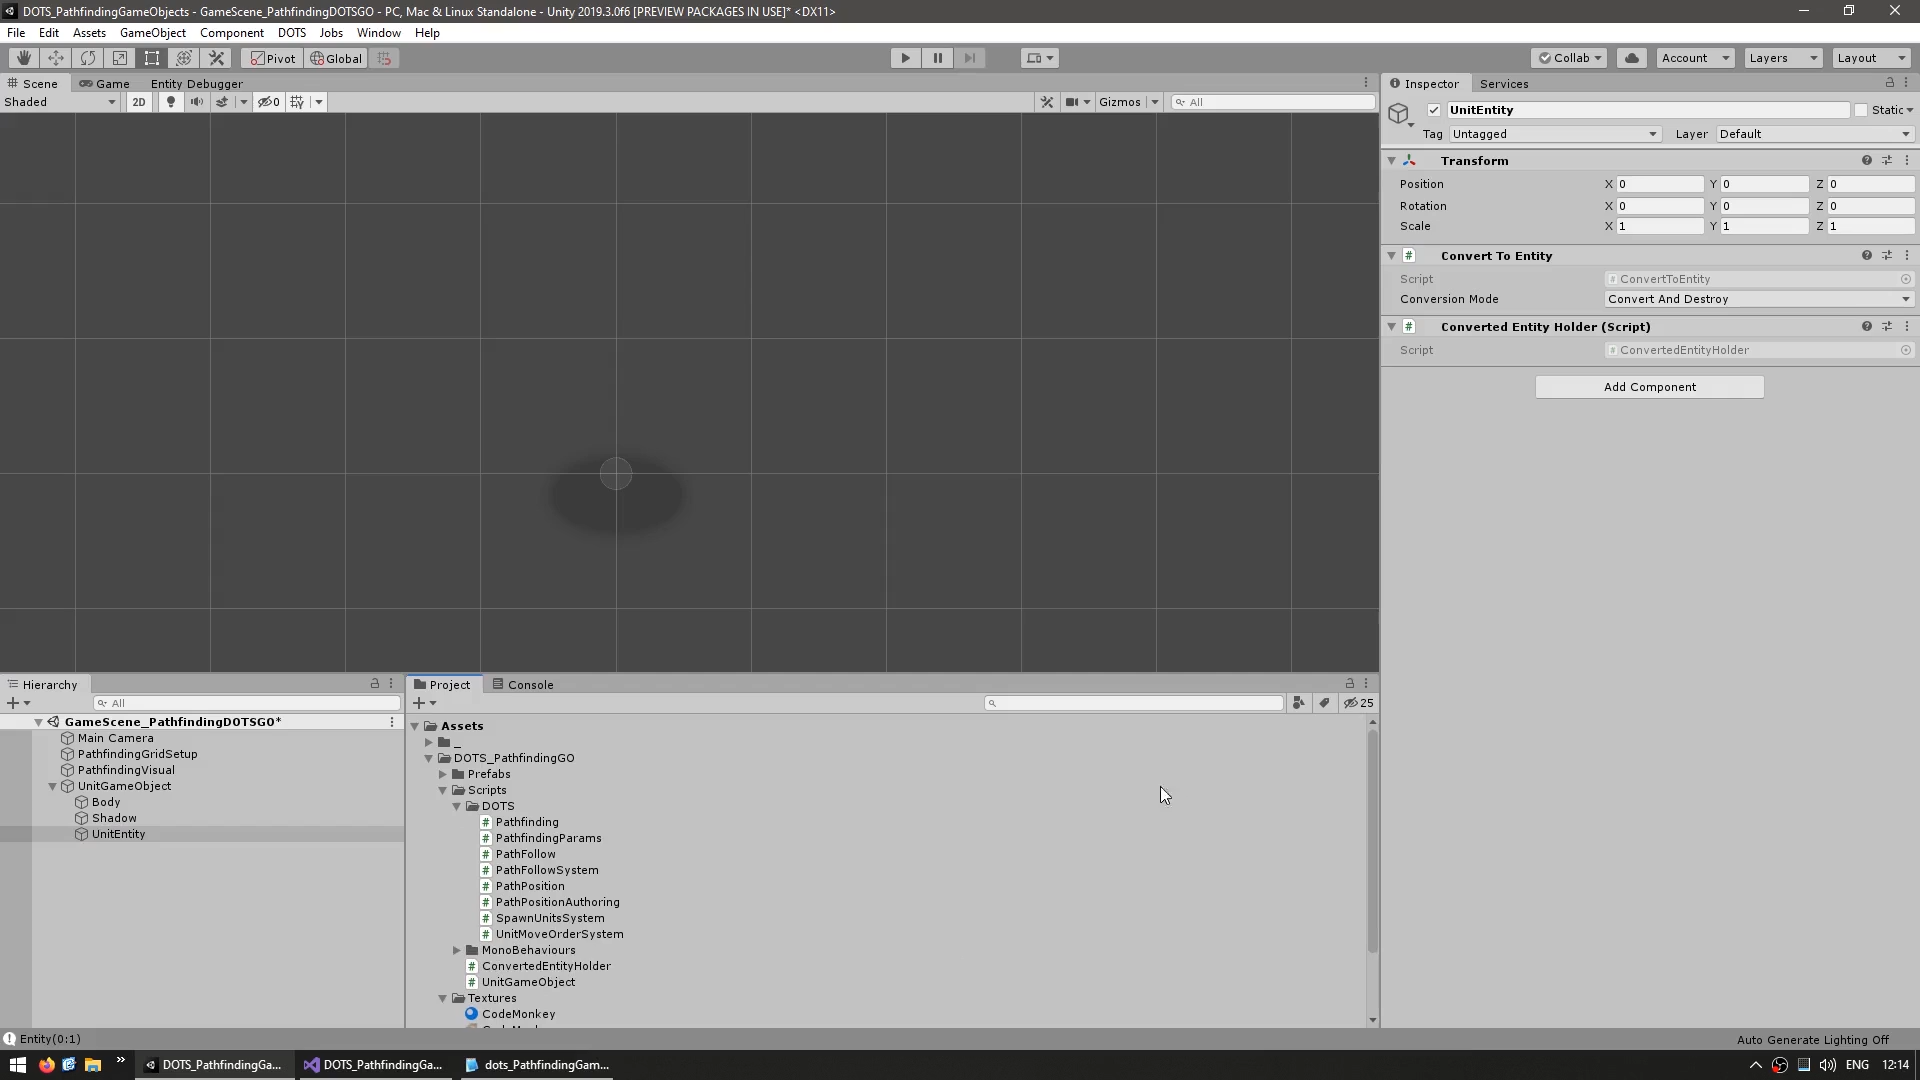 DOTS_PathfindingGameObjects - GameScene_PathfindingDOTSGO - PC, Mac & Linux Standalone - Unity 2019.3.0f6 [PREVIEW PACKAGES IN USE]* <DX11>
File Edit Assets GameObject Component DOTS Jobs Window Help
Pivot Global Collab Account Layers Layout
Scene Game Entity Debugger
Shaded 2D 0 Gizmos All
Inspector Services
UnitEntity Static
Tag Untagged Layer Default
Transform
Position X 0 Y 0 Z 0
Rotation X 0 Y 0 Z 0
Scale X 1 Y 1 Z 1
# Convert To Entity
Script # ConvertToEntity
Conversion Mode Convert And Destroy
# Converted Entity Holder (Script)
Script # ConvertedEntityHolder
Add Component
Hierarchy
All
GameScene_PathfindingDOTSGO*
Main Camera
PathfindingGridSetup
PathfindingVisual
UnitGameObject
Body
Shadow
UnitEntity
Project Console
25
Assets
_
DOTS_PathfindingGO
Prefabs
Scripts
DOTS
# Pathfinding
# PathfindingParams
# PathFollow
# PathFollowSystem
# PathPosition
# PathPositionAuthoring
# SpawnUnitsSystem
# UnitMoveOrderSystem
MonoBehaviours
# ConvertedEntityHolder
# UnitGameObject
Textures
CodeMonkey
Entity(0:1)
Auto Generate Lighting Off
DOTS_PathfindingGa... DOTS_PathfindingGa... dots_PathfindingGam... ENG 12:14